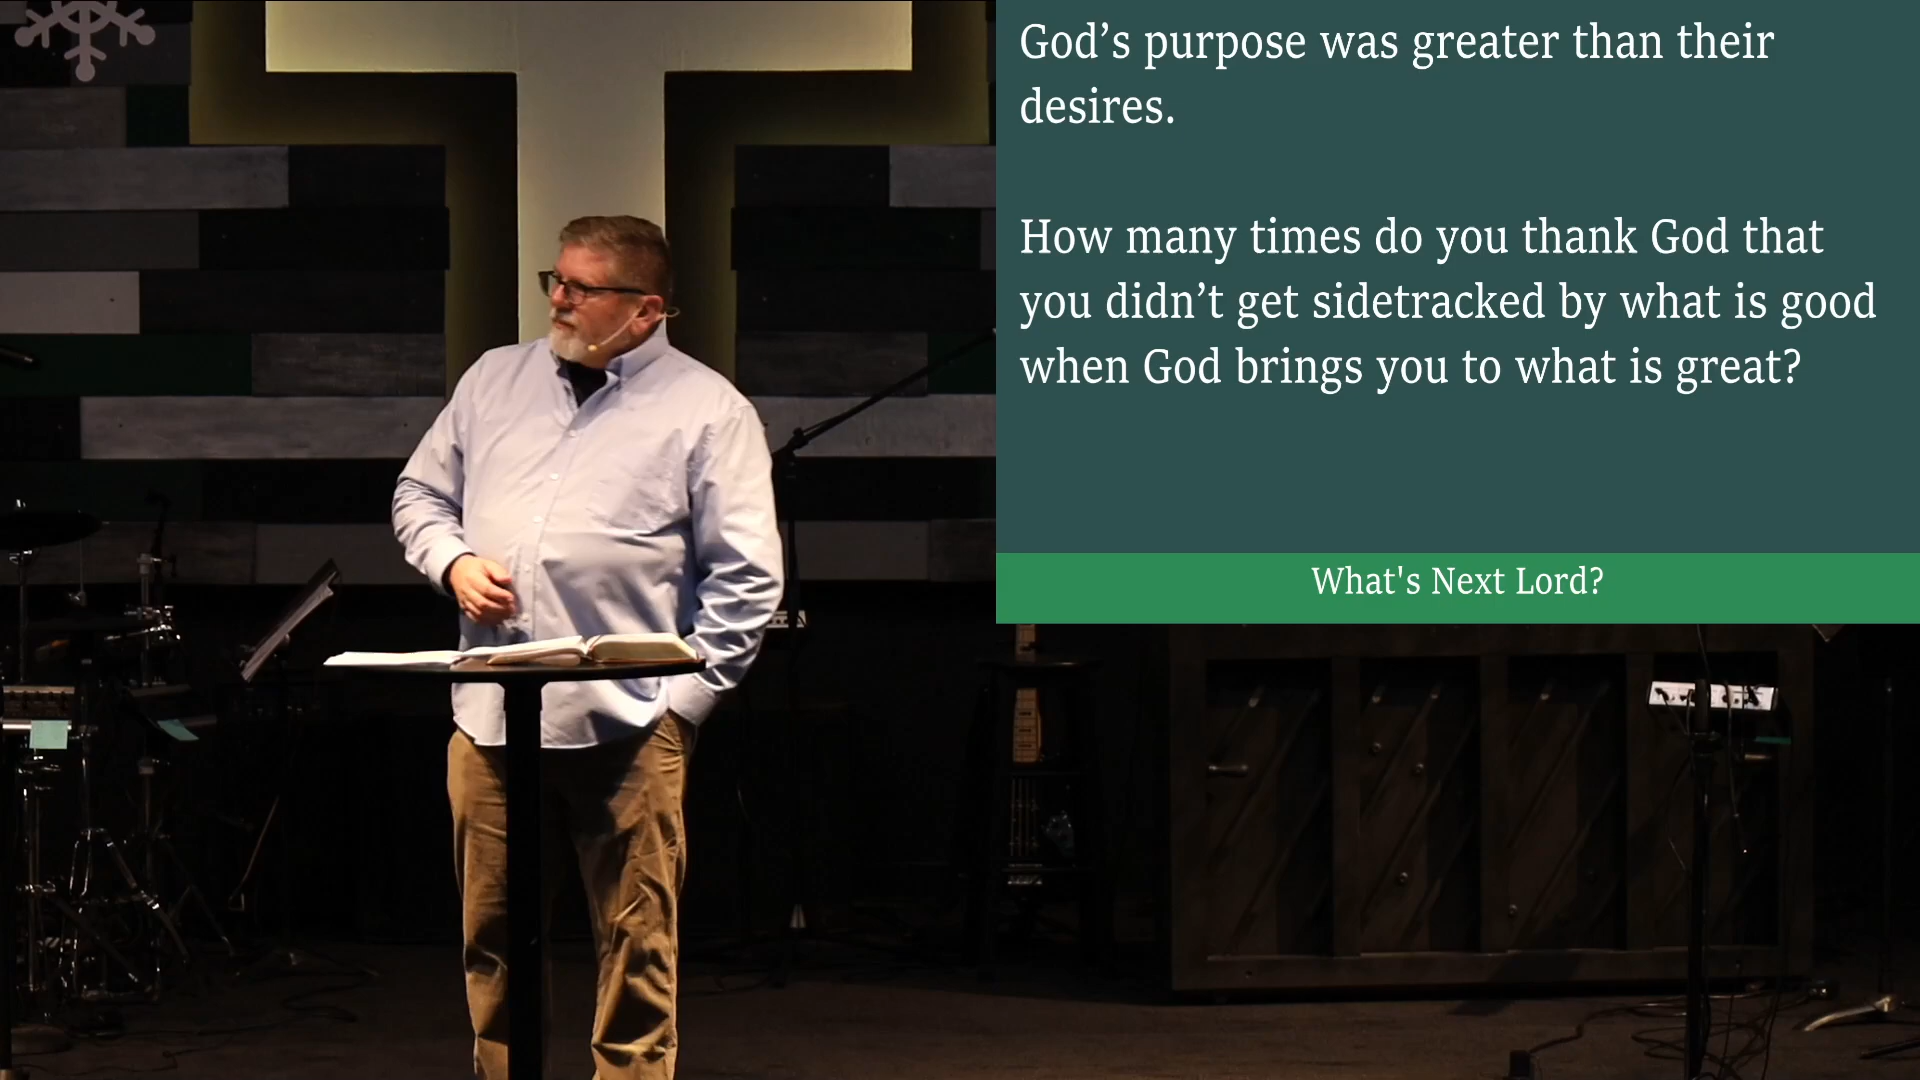 God’s purpose was greater than their
desires.
How many times do you thank God that
you didn’t get sidetracked by what is good
when God brings you to what is great?
What's Next Lord?